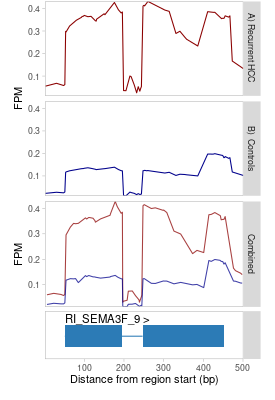 0.4
0.3
0.2
0.1
FPM
A) Recurrent HCC
0.4
0.3
0.2
0.1
FPM
B) Controls
0.4
0.3
0.2
0.1
FPM
Combined
RI_SEMA3F_9 >
100 200 300 400 500
Distance from region start (bp)